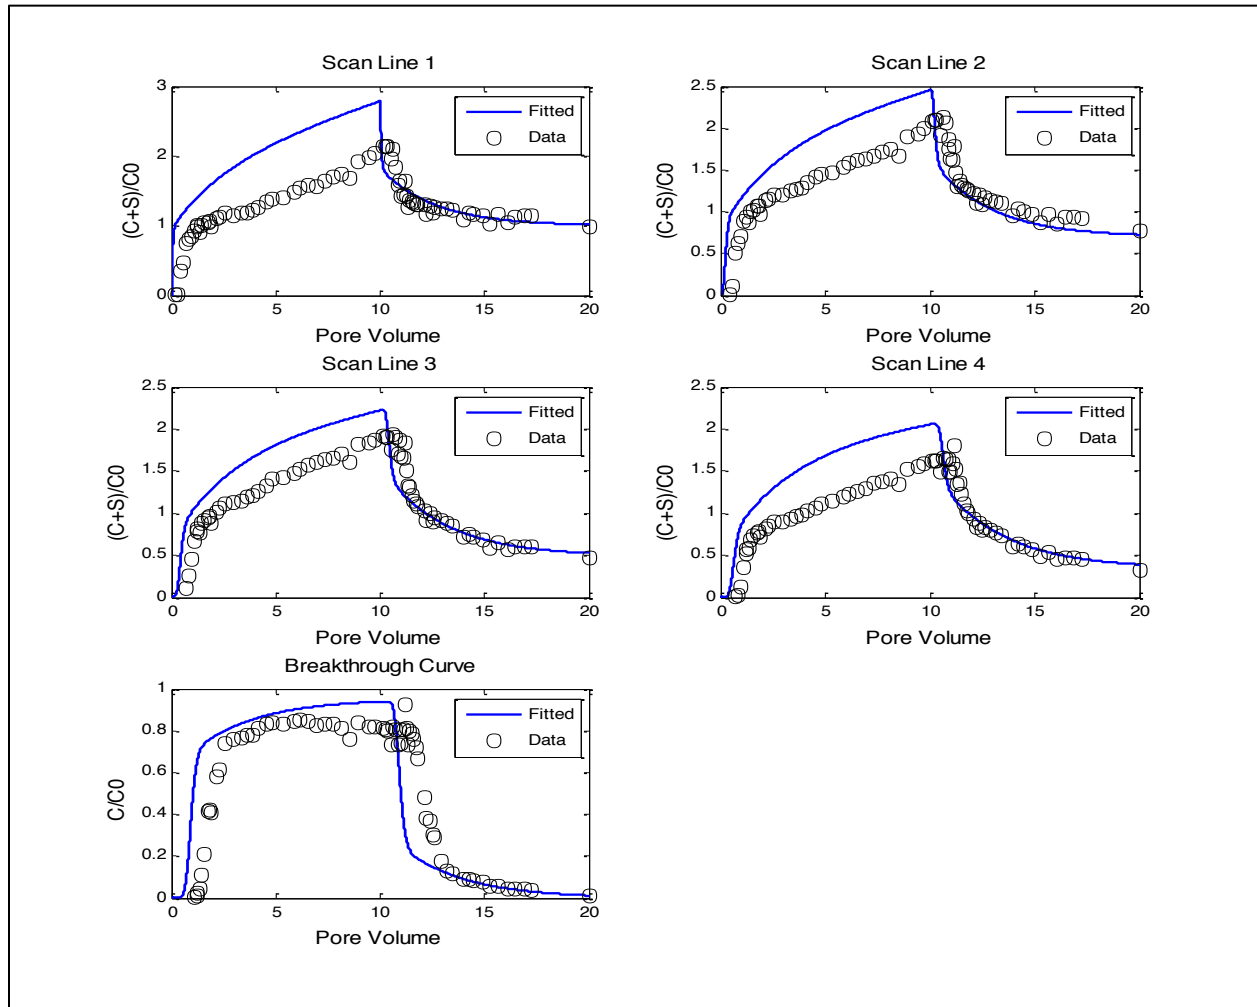 Scan Line 1
3
2
1
0
(C+S)/C0
Fitted
Data
0 5 10 15 20
Pore Volume
Scan Line 2
2.5
2
1.5
1
0.5
0
(C+S)/C0
Fitted
Data
0 5 10 15 20
Pore Volume
Scan Line 3
2.5
2
1.5
1
0.5
0
(C+S)/C0
Fitted
Data
0 5 10 15 20
Pore Volume
Scan Line 4
2.5
2
1.5
1
0.5
0
(C+S)/C0
Fitted
Data
0 5 10 15 20
Pore Volume
Breakthrough Curve
1
0.8
0.6
0.4
0.2
0
C/C0
Fitted
Data
0 5 10 15 20
Pore Volume